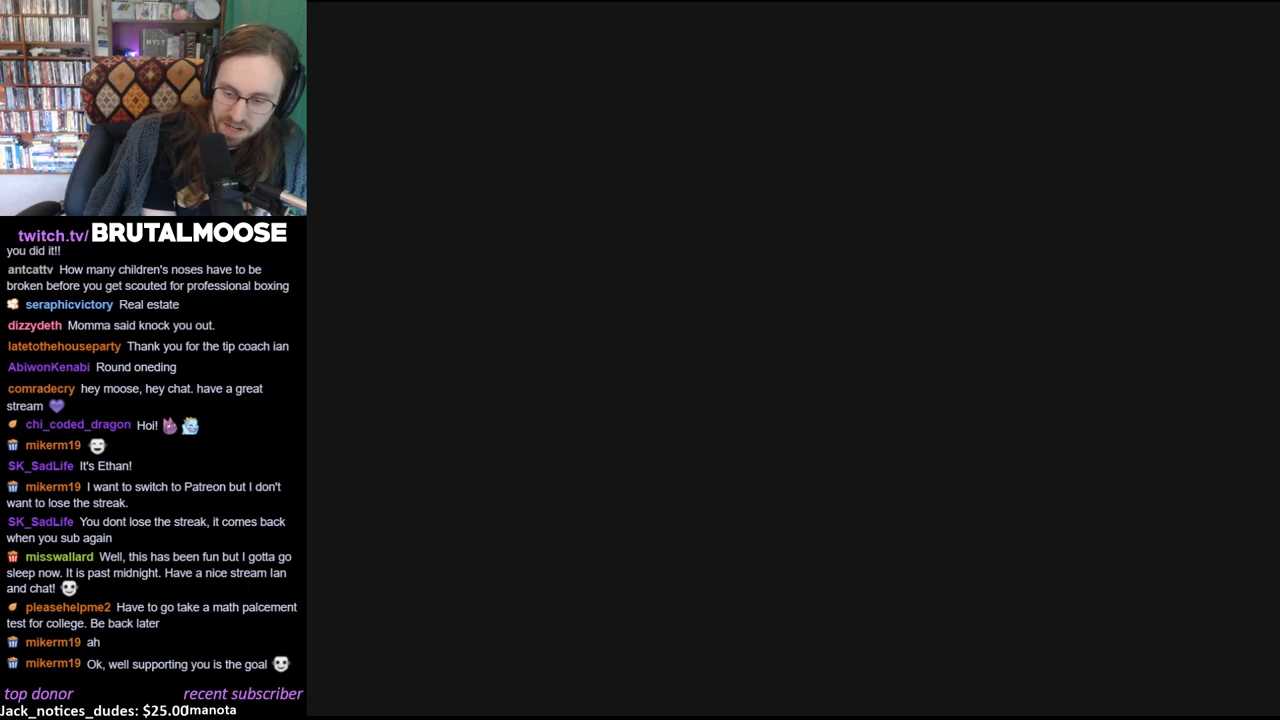 MYST
twitch.tv/BRUTALMOOSE
you did it!!
antcattv How many children's noses have to be
broken before you get scouted for professional boxing
seraphicvictory Real estate
dizzydeth Momma said knock you out.
latetothehouseparty Thank you for the tip coach ian
AbiwonKenabi Round oneding
comradecry hey moose, hey chat. have a great
stream
chi_coded_dragon Hoi!
mikerm19
SK_SadLife It's Ethan!
mikerm19 I want to switch to Patreon but I don't
want to lose the streak.
SK_SadLife You dont lose the streak, it comes back
when you sub again
misswallard Well, this has been fun but I gotta go
sleep now. It is past midnight. Have a nice stream Ian
and chat!
pleasehelpme2 Have to go take a math palcement
test for college. Be back later
mikerm19 ah
mikerm19 Ok, well supporting you is the goal
top donor recent subscriber
Jack_notices_dudes: $25.00 manota